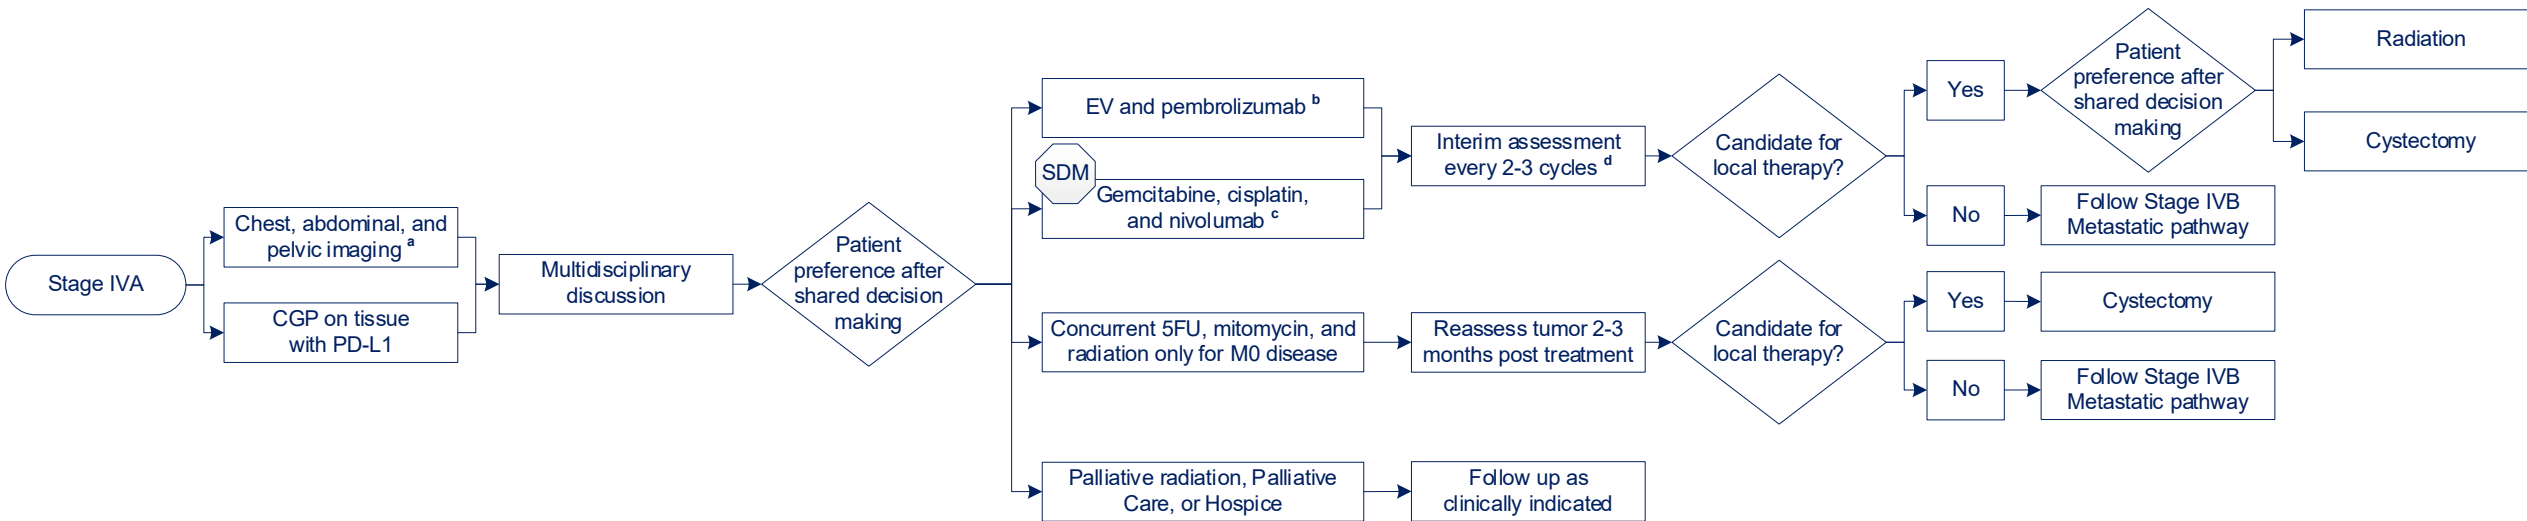 Stage IVA
Chest, abdominal, and
pelvic imaging a
CGP on tissue
with PD-L1
Multidisciplinary
discussion
Patient
preference after
shared decision
making
EV and pembrolizumab b
SDM
Gemcitabine, cisplatin,
and nivolumab c
Interim assessment
every 2-3 cycles d
Candidate for
local therapy?
Yes
Patient
preference after
shared decision
making
Radiation
Cystectomy
No
Follow Stage IVB
Metastatic pathway
Concurrent 5FU, mitomycin, and
radiation only for M0 disease
Reassess tumor 2-3
months post treatment
Candidate for
local therapy?
Yes
Cystectomy
No
Follow Stage IVB
Metastatic pathway
Palliative radiation, Palliative
Care, or Hospice
Follow up as
clinically indicated